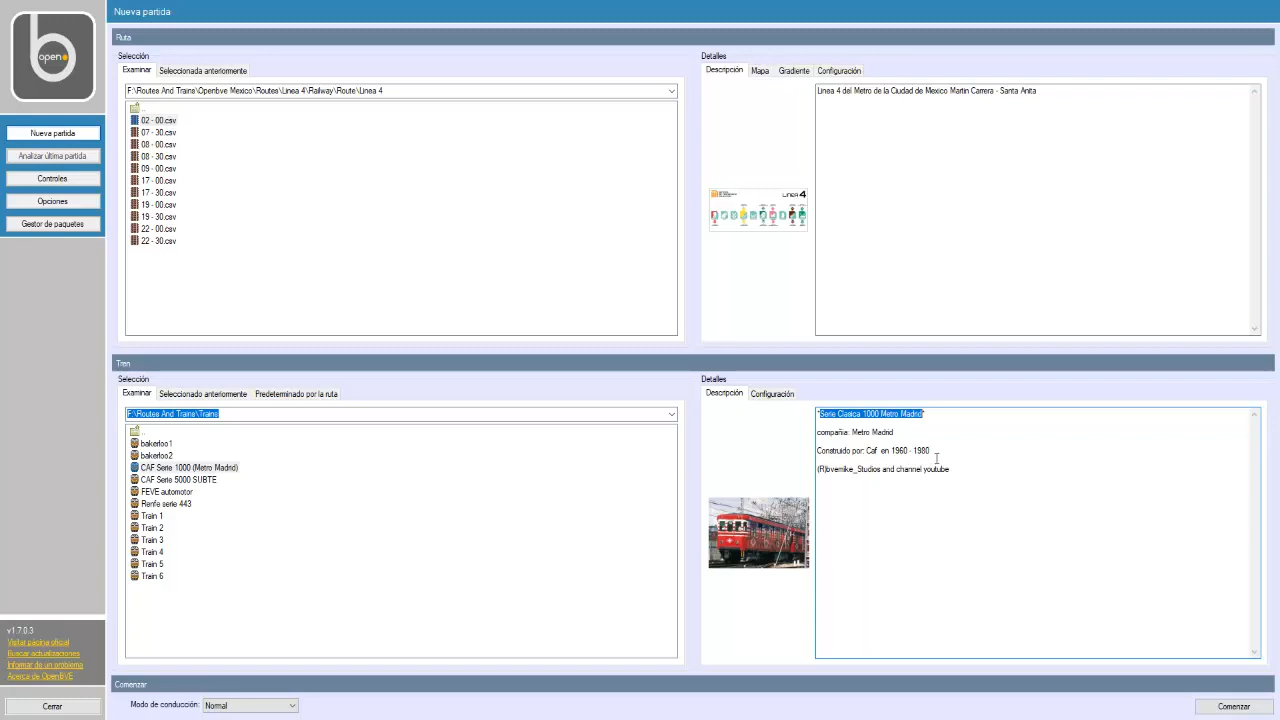 open
Nueva partida
Analizar última partida
Controles
Opciones
Gestor de paquetes
v1.7.0.3
Visitar página oficial
Buscar actualizaciones
Informar de un problema
Acerca de OpenBVE
Cerrar
Nueva partida
Ruta
Selección
Examinar
Seleccionada anteriormente
F:\Routes And Trains\Openbve Mexico\Routes\Linea 4\Railway\Route\Linea 4
..
02 - 00.csv
07 - 30.csv
08 - 00.csv
08 - 30.csv
09 - 00.csv
17 - 00.csv
17 - 30.csv
19 - 00.csv
19 - 30.csv
22 - 00.csv
22 - 30.csv
Detalles
Descripción
Mapa
Gradiente
Configuración
LINEA 4
Linea 4 del Metro de la Ciudad de Mexico Martin Carrera - Santa Anita
Tren
Selección
Examinar
Seleccionado anteriormente
Predeterminado por la ruta
F:\Routes And Trains\Trains
..
bakerloo1
bakerloo2
CAF Serie 1000 (Metro Madrid)
CAF Serie 5000 SUBTE
FEVE automotor
Renfe serie 443
Train 1
Train 2
Train 3
Train 4
Train 5
Train 6
Detalles
Descripción
Configuración
"Serie Clasica 1000 Metro Madrid"
compañia: Metro Madrid
Construido por: Caf en 1960 - 1980
(R)bvemike_Studios and channel youtube
Comenzar
Modo de conducción:
Normal
Comenzar